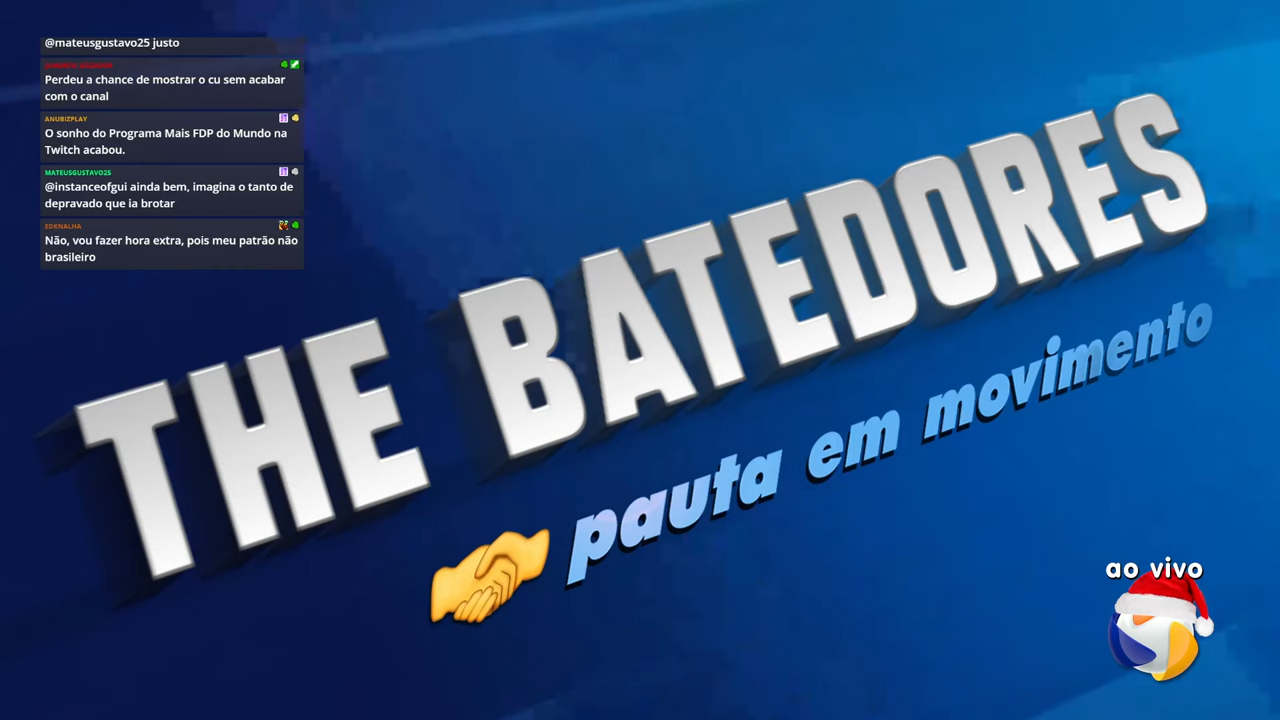 @mateusgustavo25 justo
Perdeu a chance de mostrar o cu sem acabar
com o canal
ANUBIZPLAY
O sonho do Programa Mais FDP do Mundo na
Twitch acabou.
MATEUSGUSTAVO25
@instanceofgui ainda bem, imagina o tanto de
depravado que ia brotar
EDKNALHA
Não, vou fazer hora extra, pois meu patrão não
brasileiro
THE BATEDORES
pauta em movimento
ao vivo